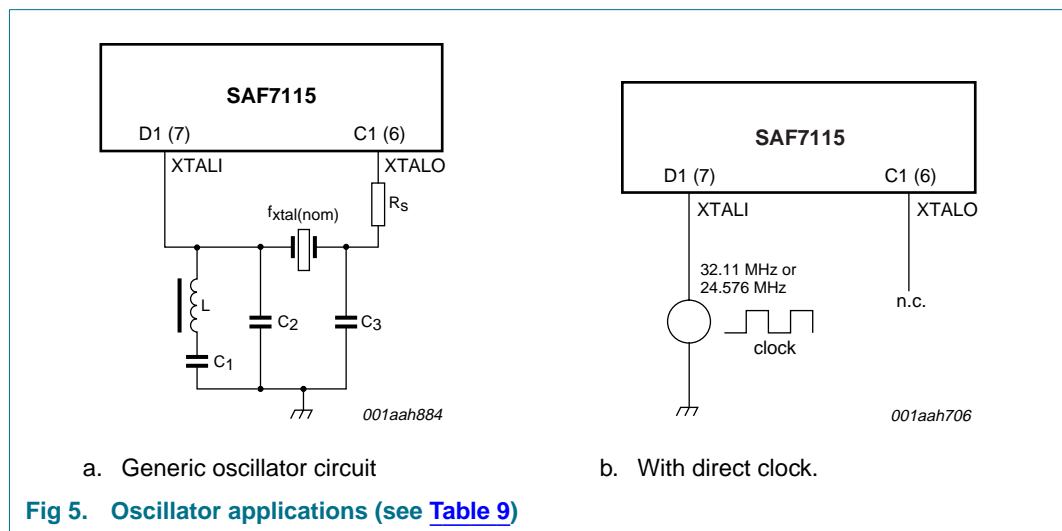 SAF7115
D1 (7)
C1 (6)
XTALI
XTALO
Rs
fxtal(nom)
L
C2
C3
C1
001aah884
a. Generic oscillator circuit
SAF7115
D1 (7)
C1 (6)
XTALI
XTALO
32.11 MHz or
24.576 MHz
n.c.
clock
001aah706
b. With direct clock.
Fig 5. Oscillator applications (see Table 9)